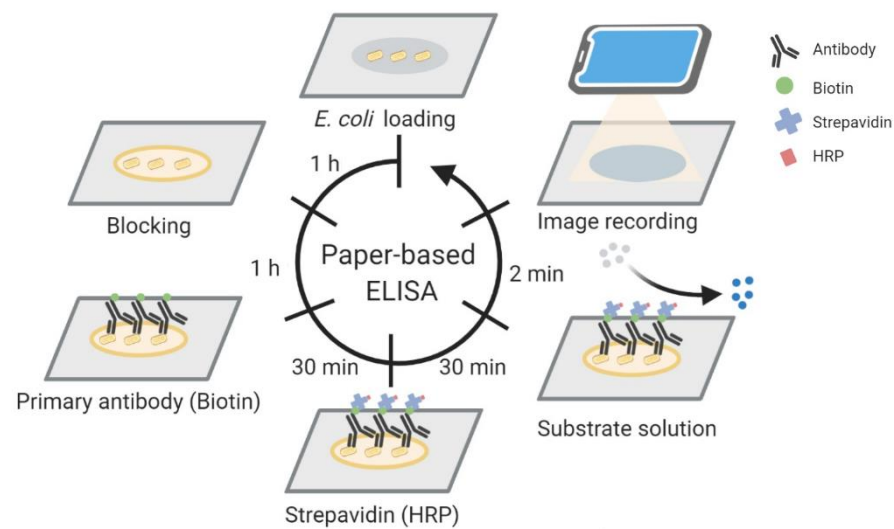 E. coli loading
1 h
Blocking
1 h
Primary antibody (Biotin)
30 min
Strepavidin (HRP)
30 min
Substrate solution
2 min
Image recording
Paper-based
ELISA
Antibody
Biotin
Strepavidin
HRP